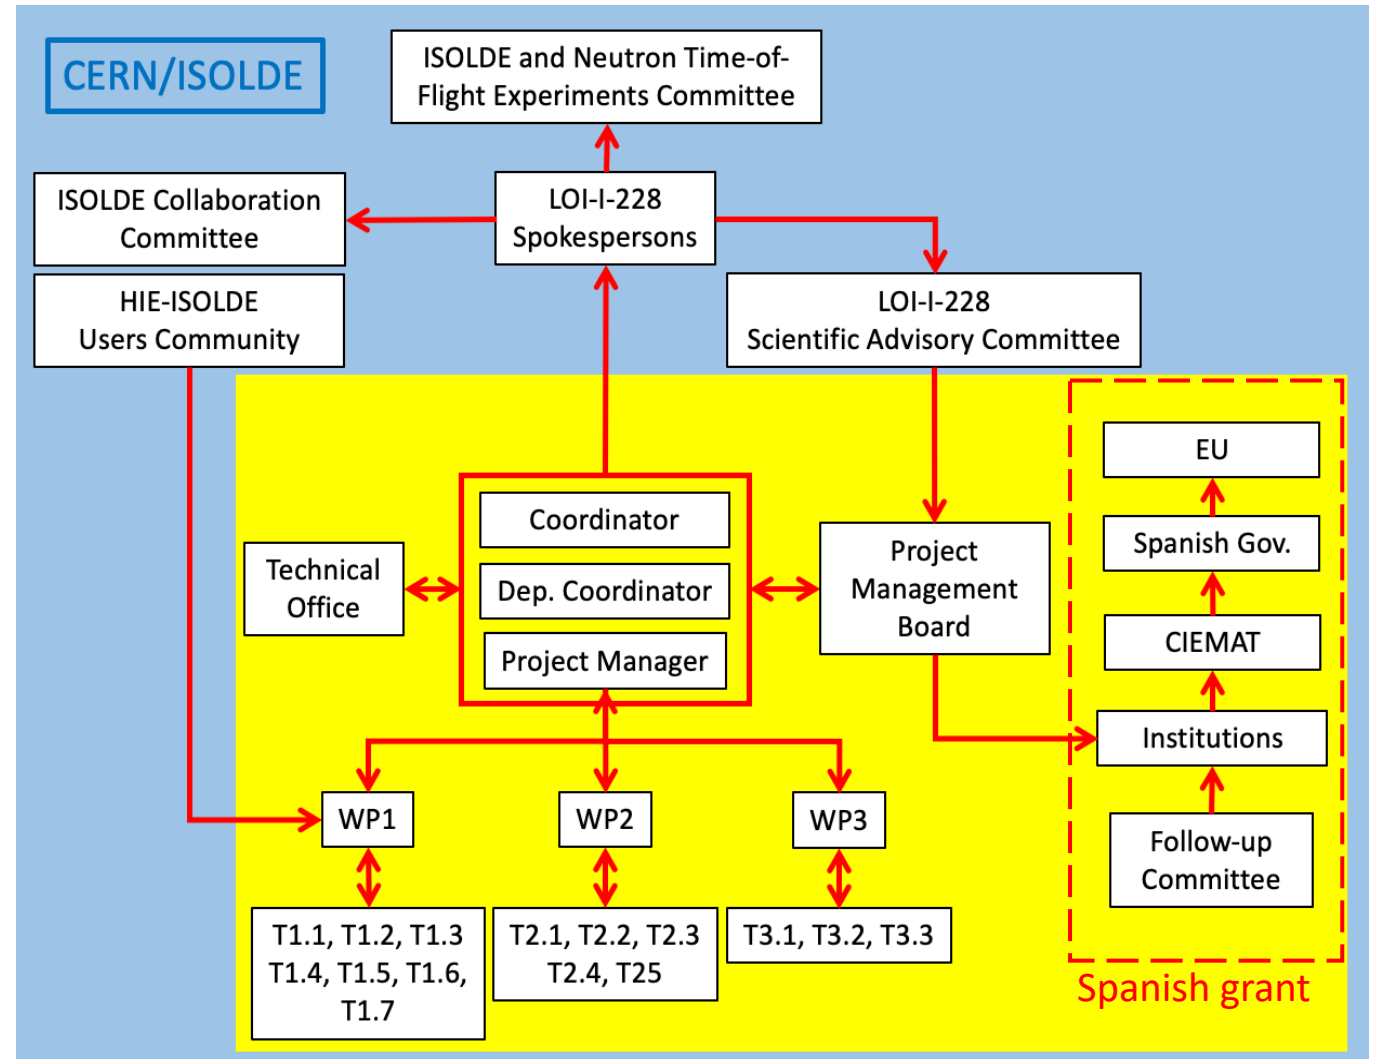 CERN/ISOLDE
ISOLDE and Neutron Time-of-
Flight Experiments Committee
ISOLDE Collaboration
Committee
LOI-I-228
Spokespersons
HIE-ISOLDE
Users Community
LOI-I-228
Scientific Advisory Committee
EU
Spanish Gov.
CIEMAT
Institutions
Follow-up
Committee
Spanish grant
Technical
Office
Coordinator
Dep. Coordinator
Project Manager
Project
Management
Board
WP1
WP2
WP3
T1.1, T1.2, T1.3
T1.4, T1.5, T1.6,
T1.7
T2.1, T2.2, T2.3
T2.4, T25
T3.1, T3.2, T3.3